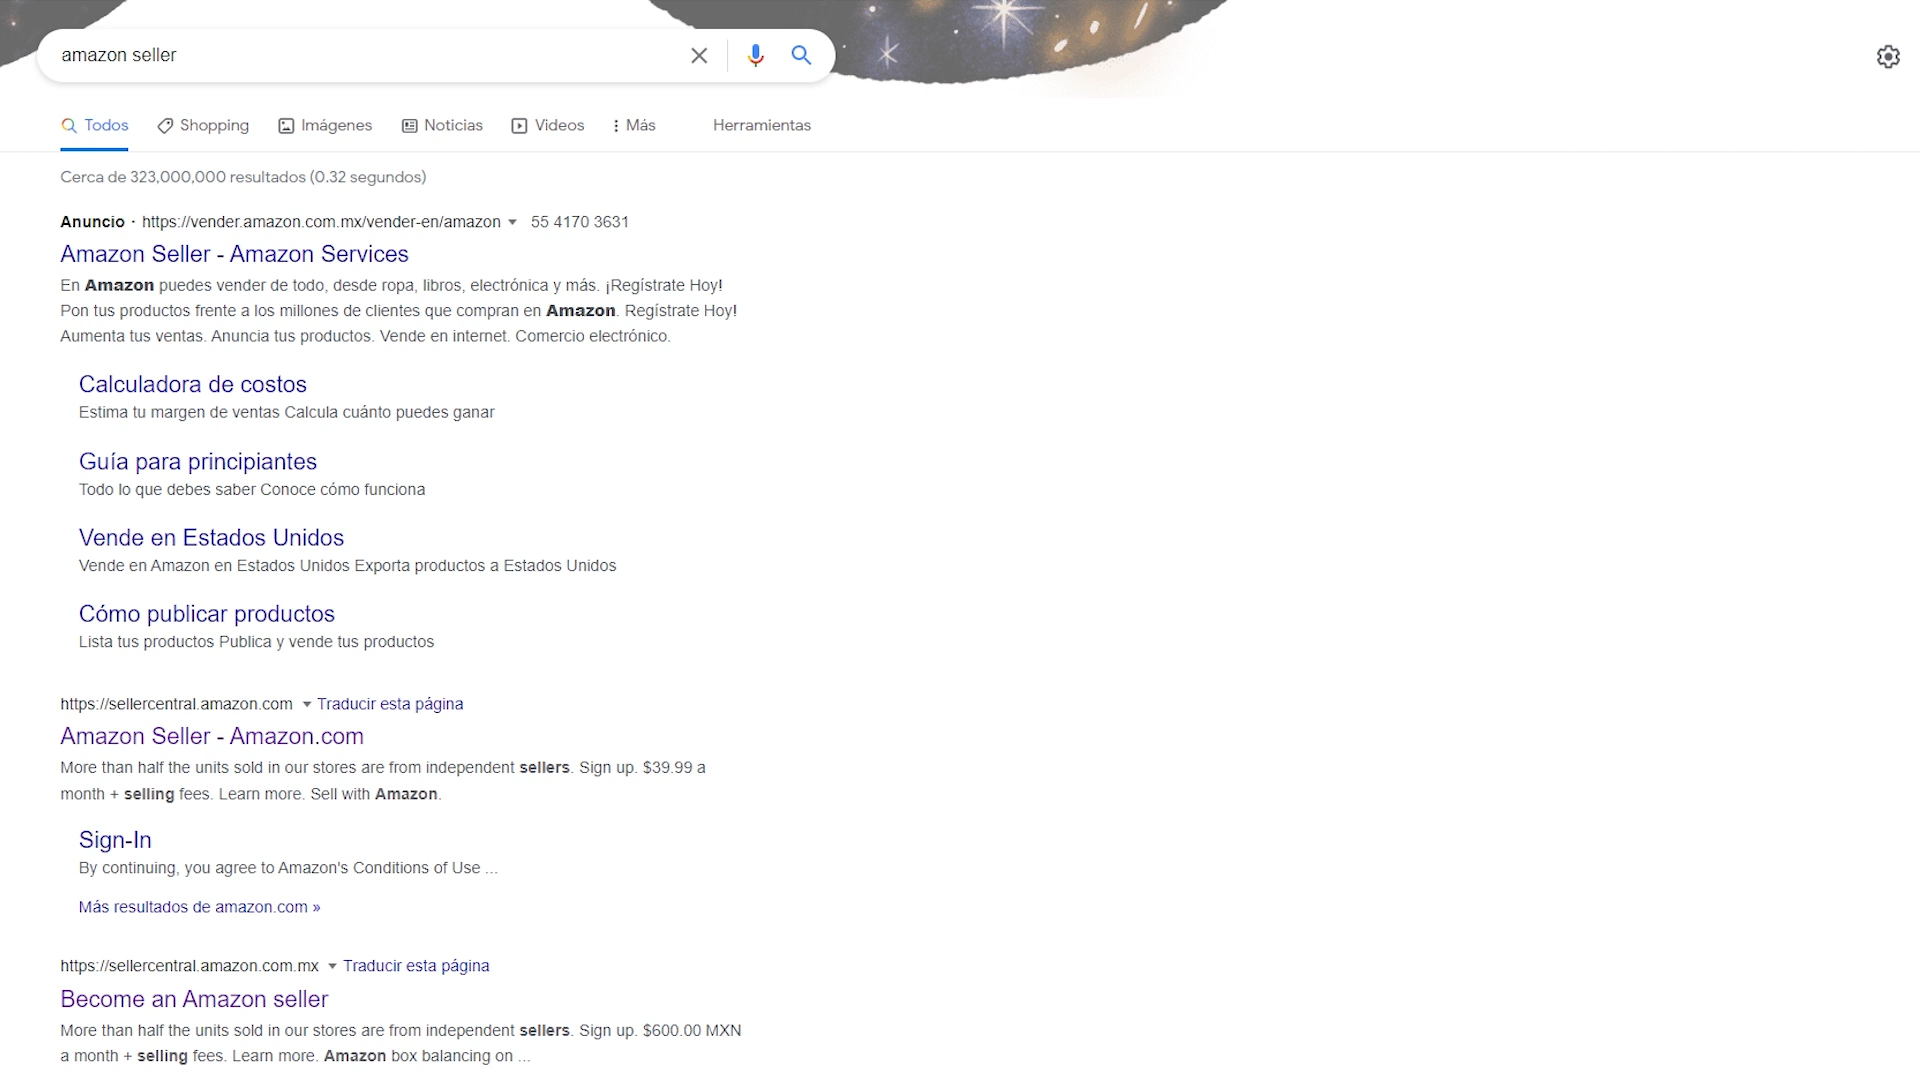 amazon seller
Todos Shopping Imágenes Noticias Videos Más Herramientas
Cerca de 323,000,000 resultados (0.32 segundos)
Anuncio · https://vender.amazon.com.mx/vender-en/amazon 55 4170 3631
Amazon Seller - Amazon Services
En Amazon puedes vender de todo, desde ropa, libros, electrónica y más. ¡Regístrate Hoy!
Pon tus productos frente a los millones de clientes que compran en Amazon. Regístrate Hoy!
Aumenta tus ventas. Anuncia tus productos. Vende en internet. Comercio electrónico.
Calculadora de costos
Estima tu margen de ventas Calcula cuánto puedes ganar
Guía para principiantes
Todo lo que debes saber Conoce cómo funciona
Vende en Estados Unidos
Vende en Amazon en Estados Unidos Exporta productos a Estados Unidos
Cómo publicar productos
Lista tus productos Publica y vende tus productos
https://sellercentral.amazon.com Traducir esta página
Amazon Seller - Amazon.com
More than half the units sold in our stores are from independent sellers. Sign up. $39.99 a
month + selling fees. Learn more. Sell with Amazon.
Sign-In
By continuing, you agree to Amazon's Conditions of Use ...
Más resultados de amazon.com »
https://sellercentral.amazon.com.mx Traducir esta página
Become an Amazon seller
More than half the units sold in our stores are from independent sellers. Sign up. $600.00 MXN
a month + selling fees. Learn more. Amazon box balancing on ...